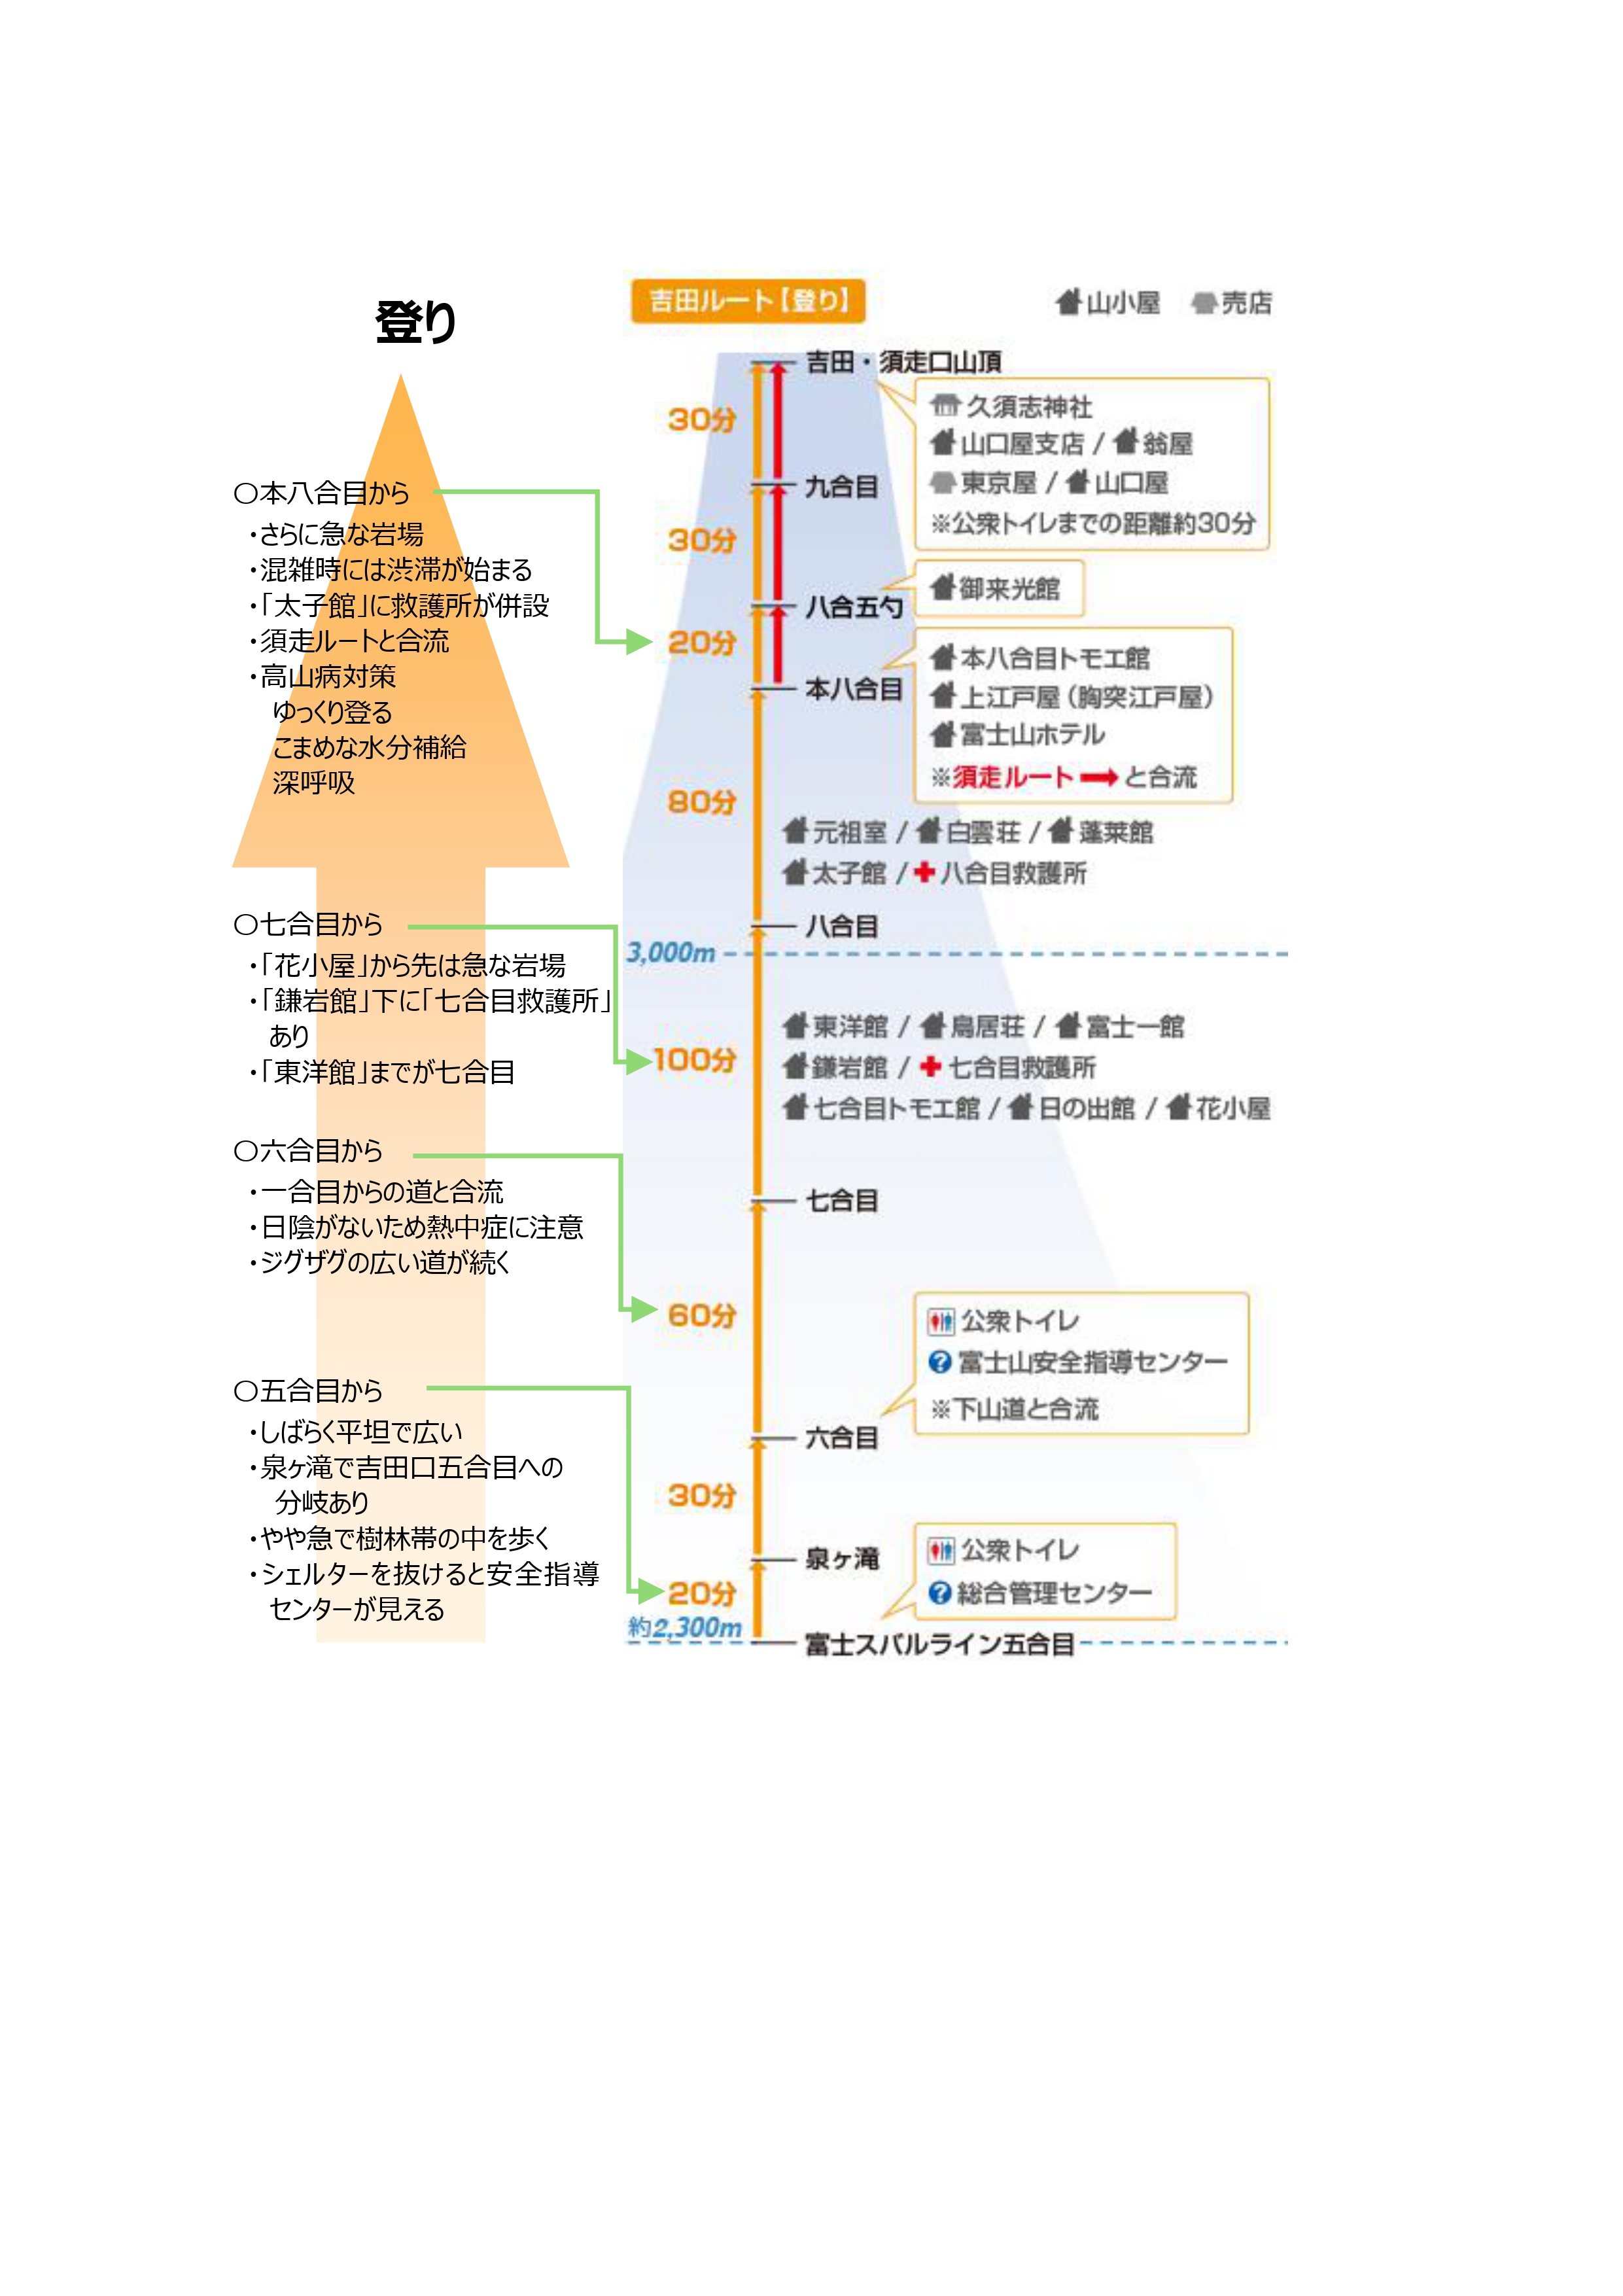 登り
〇本八合目から
・さらに急な岩場
・混雑時には渋滞が始まる
・「太子館」に救護所が併設
・須走ルートと合流
・高山病対策
ゆっくり登る
こまめな水分補給
深呼吸
〇七合目から
・「花小屋」から先は急な岩場
・「鎌岩館」下に「七合目救護所」
あり
・「東洋館」までが七合目
〇六合目から
・一合目からの道と合流
・日陰がないため熱中症に注意
・ジグザグの広い道が続く
〇五合目から
・しばらく平坦で広い
・泉ヶ滝で吉田口五合目への
分岐あり
・やや急で樹林帯の中を歩く
・シェルターを抜けると安全指導
センターが見える
吉田ルート【登り】
山小屋 売店
吉田・須走口山頂
久須志神社
山口屋支店 / 翁屋
東京屋 / 山口屋
※公衆トイレまでの距離約30分
30分
九合目
30分
御来光館
八合五勺
20分
本八合目トモエ館
上江戸屋（胸突江戸屋）
富士山ホテル
※須走ルート➡と合流
本八合目
80分
元祖室 / 白雲荘 / 蓬莱館
太子館 / 八合目救護所
八合目
3,000m
東洋館 / 鳥居荘 / 富士一館
鎌岩館 / 七合目救護所
七合目トモエ館 / 日の出館 / 花小屋
100分
七合目
60分
公衆トイレ
富士山安全指導センター
※下山道と合流
六合目
30分
泉ヶ滝
公衆トイレ
総合管理センター
20分
約2,300m
富士スバルライン五合目